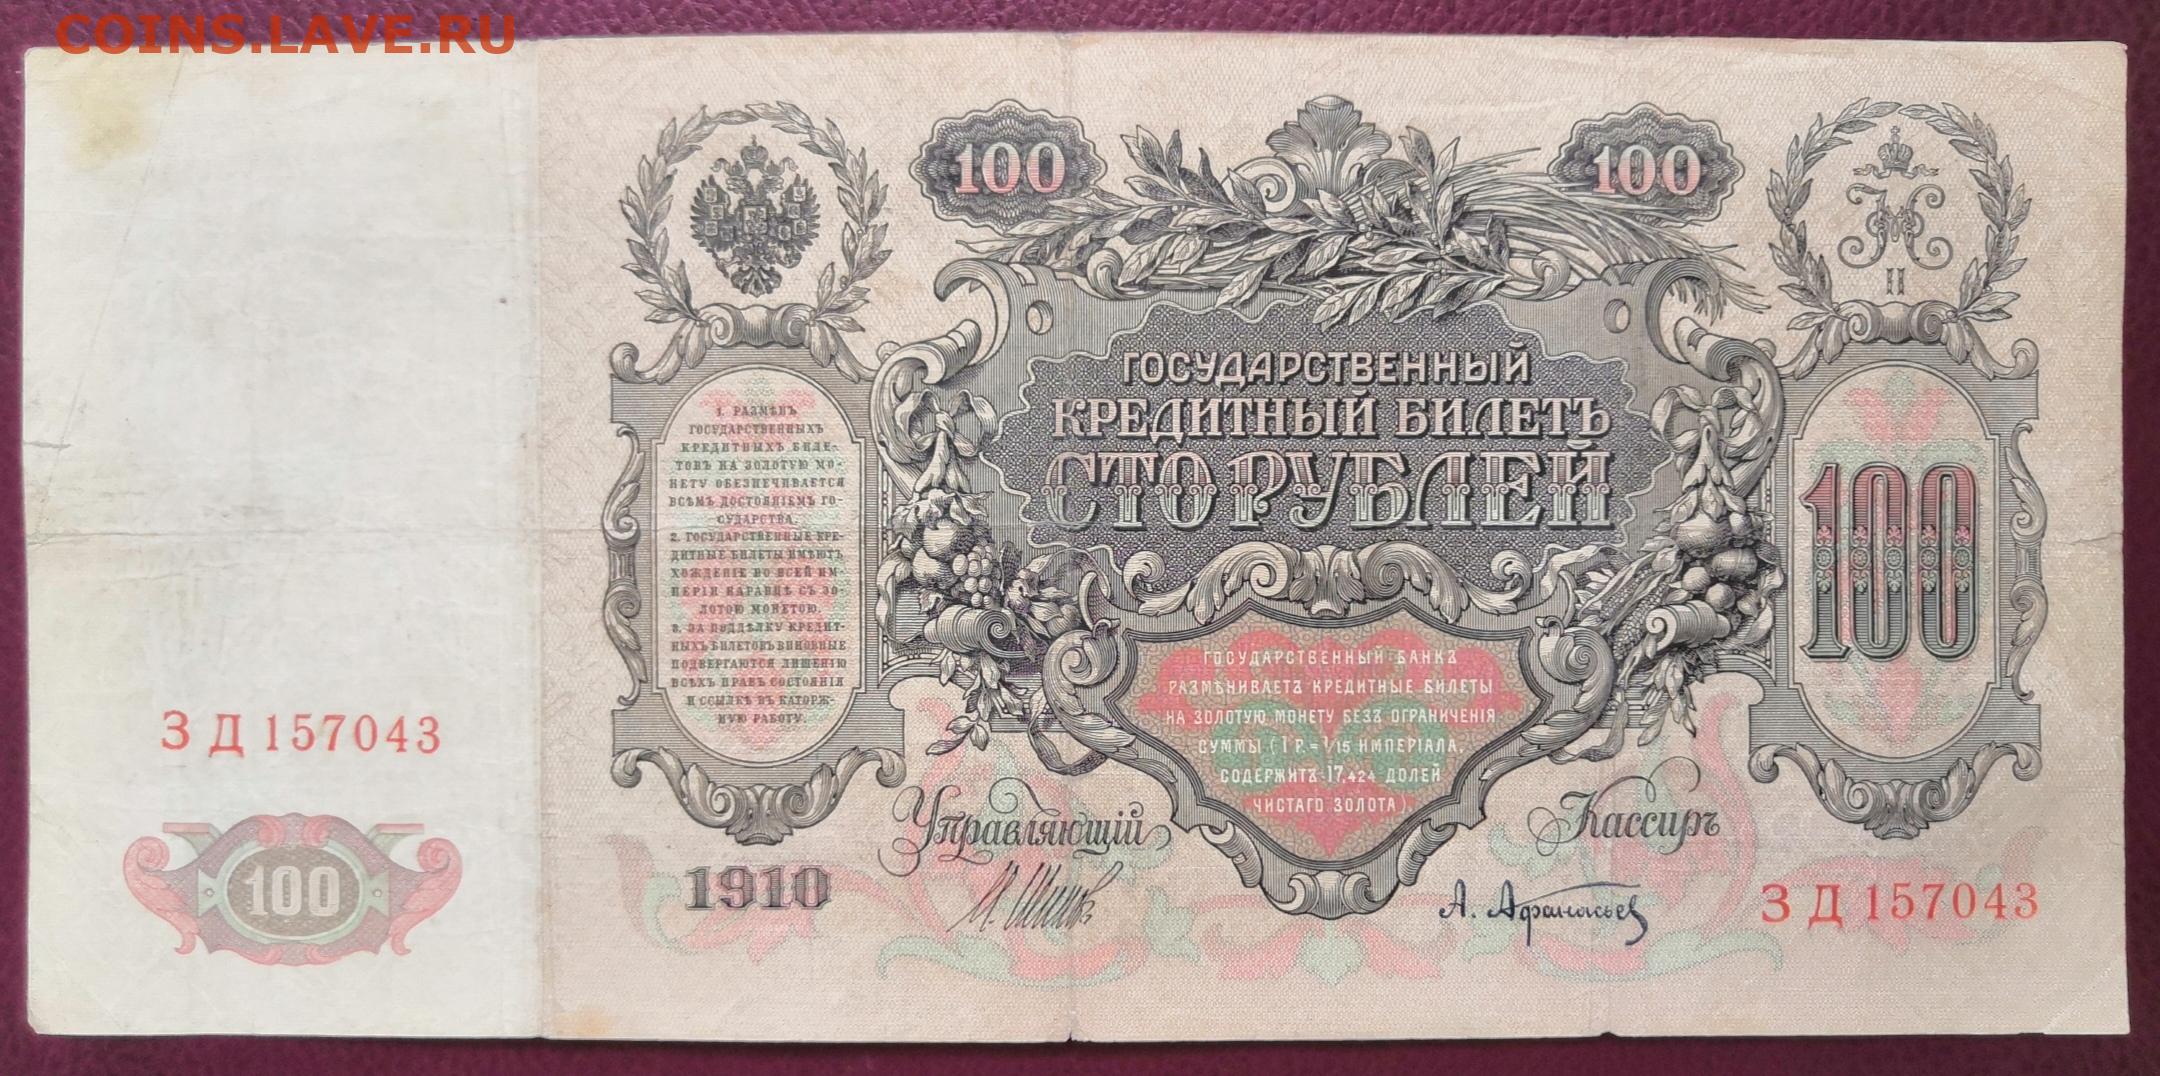 COINS.LAVE.RU
100 100
II
ГОСУДАРСТВЕННЫЙ
КРЕДИТНЫЙ БИЛЕТЪ
СТО РУБЛЕЙ
1. РАЗМѢНЪ
ГОСУДАРСТВЕННЫХЪ
КРЕДИТНЫХЪ БИЛЕ-
ТОВЪ НА ЗОЛОТУЮ МО-
НЕТУ ОБЕЗПЕЧИВАЕТСЯ
ВСѢМЪ ДОСТОЯНІЕМЪ ГО-
СУДАРСТВА.
2. ГОСУДАРСТВЕННЫЕ КРЕ-
ДИТНЫЕ БИЛЕТЫ ИМѢЮТЪ
ХОЖДЕНІЕ ВО ВСЕЙ ИМ-
ПЕРІИ НАРАВНѢ СЪ ЗО-
ЛОТОЮ МОНЕТОЮ.
3. ЗА ПОДДѢЛКУ КРЕДИТ-
НЫХЪ БИЛЕТОВЪ ВИНОВНЫЕ
ПОДВЕРГАЮТСЯ ЛИШЕНІЮ
ВСѢХЪ ПРАВЪ СОСТОЯНІЯ
И ССЫЛКѢ ВЪ КАТОРЖ-
НУЮ РАБОТУ.
100
ГОСУДАРСТВЕННЫЙ БАНКЪ
РАЗМѢНИВАЕТЪ КРЕДИТНЫЕ БИЛЕТЫ
НА ЗОЛОТУЮ МОНЕТУ БЕЗЪ ОГРАНИЧЕНІЯ
СУММЫ (1 Р. = 1/15 ИМПЕРІАЛА,
СОДЕРЖИТЪ 17,424 ДОЛЕЙ
ЧИСТАГО ЗОЛОТА).
ЗД 157043
100
Управляющій
Кассиръ
1910
И. Шипов
А. Афанасьев
ЗД 157043